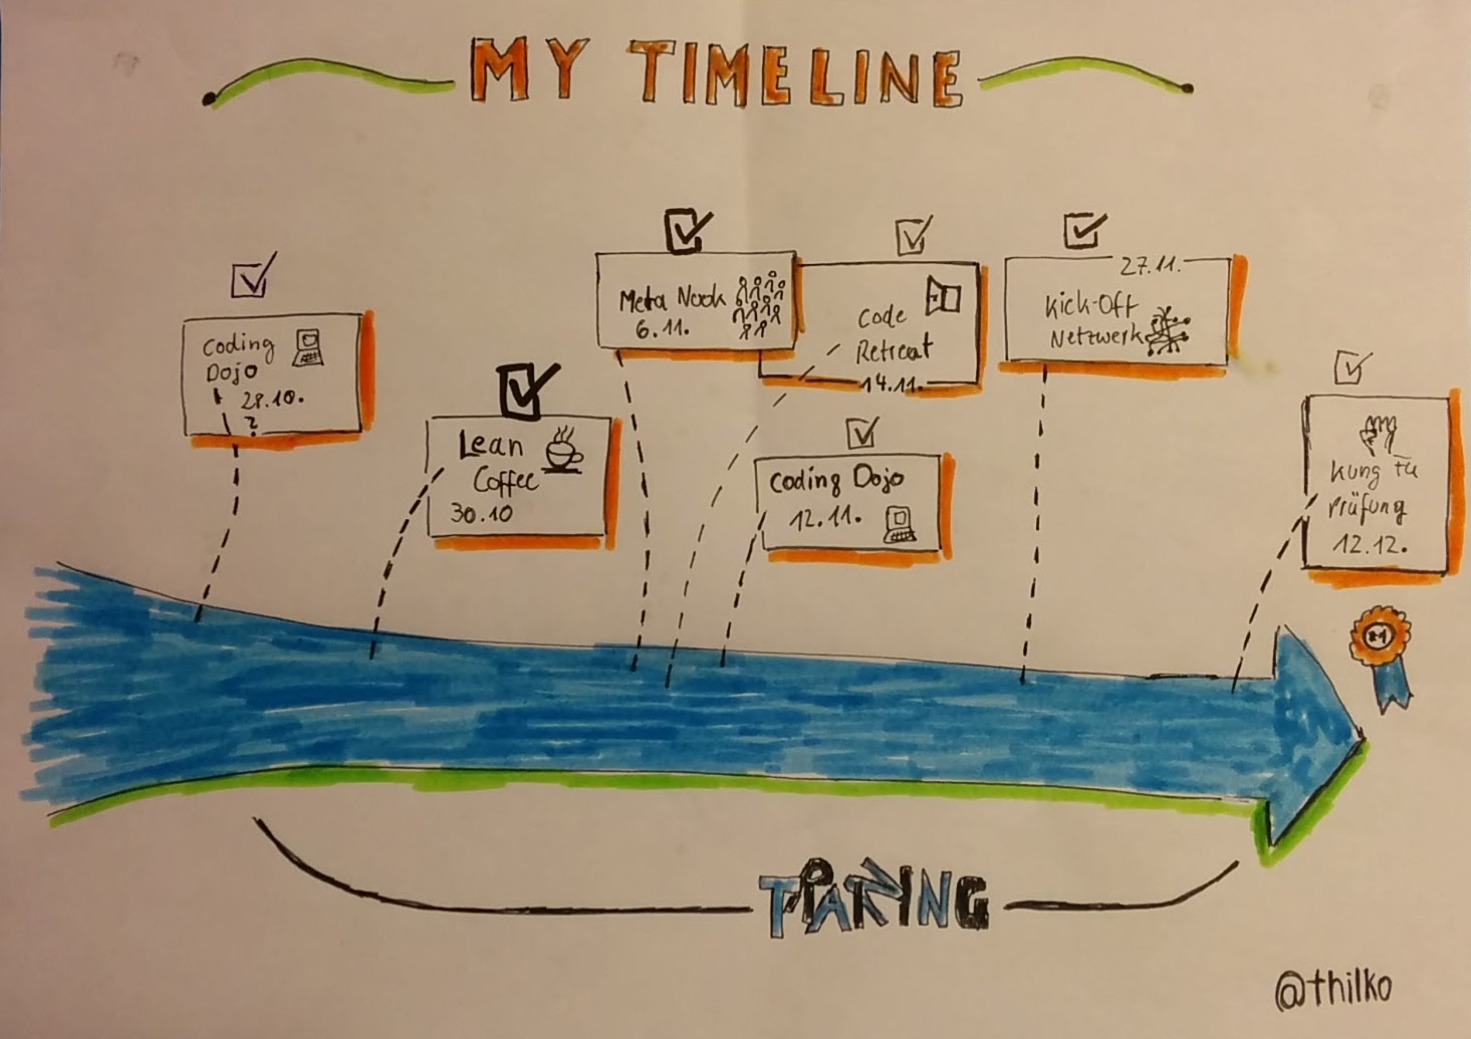 MY TIMELINE
Coding
Dojo
28.10.
?
Lean
Coffee
30.10
Meta Nook
6.11.
Code
Retreat
14.11.
Coding Dojo
12.11.
27.11.
Kick-Off
Netzwerk
Kung Fu
Prüfung
12.12.
@thilko